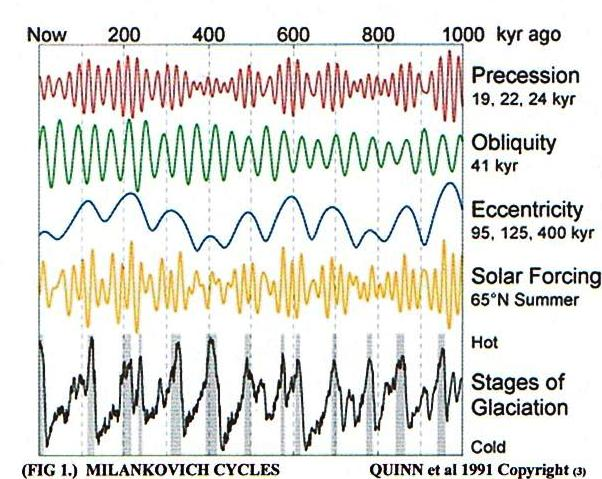 Now 200 400 600 800 1000 kyr ago
Precession
19, 22, 24 kyr
Obliquity
41 kyr
Eccentricity
95, 125, 400 kyr
Solar Forcing
65°N Summer
Hot
Stages of
Glaciation
Cold
(FIG 1.) MILANKOVICH CYCLES QUINN et al 1991 Copyright (3)